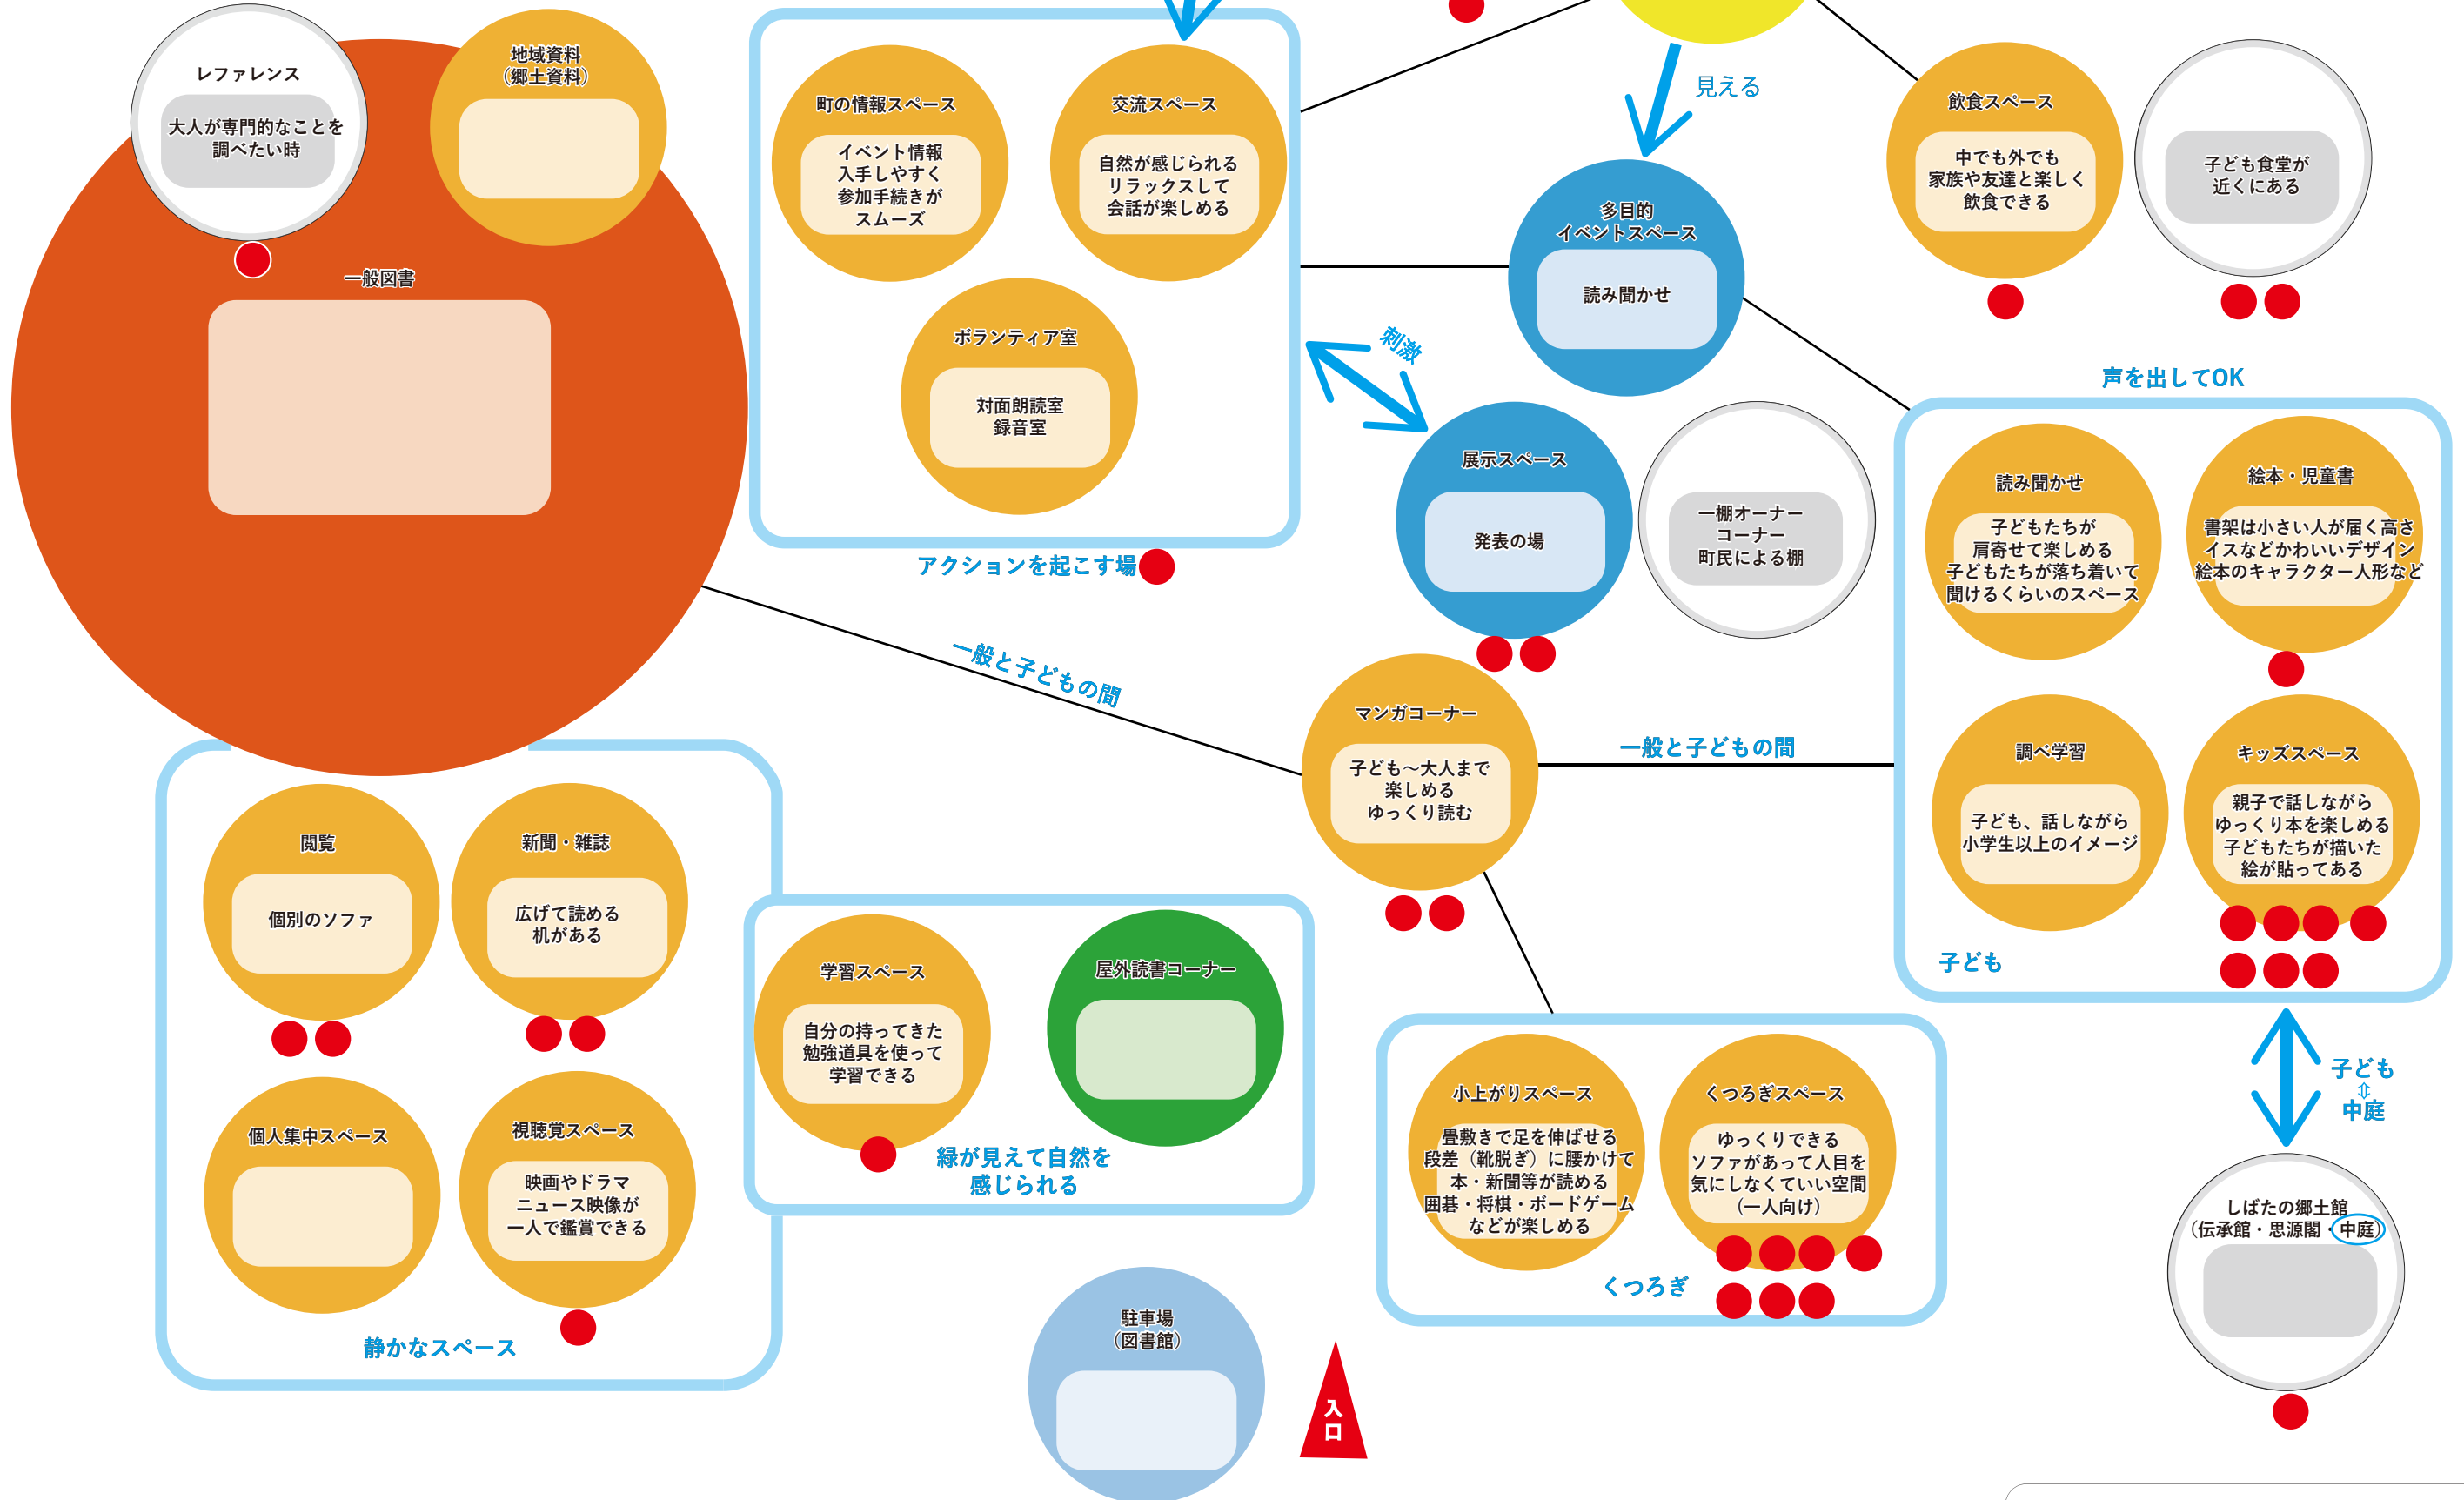 レファレンス
大人が専門的なことを
調べたい時
地域資料
（郷土資料）
一般図書
町の情報スペース
イベント情報
入手しやすく
参加手続きが
スムーズ
交流スペース
自然が感じられる
リラックスして
会話が楽しめる
ボランティア室
対面朗読室
録音室
アクションを起こす場
見える
多目的
イベントスペース
読み聞かせ
刺激
展示スペース
発表の場
一棚オーナー
コーナー
町民による棚
飲食スペース
中でも外でも
家族や友達と楽しく
飲食できる
子ども食堂が
近くにある
声を出してOK
読み聞かせ
子どもたちが
肩寄せて楽しめる
子どもたちが落ち着いて
聞けるくらいのスペース
絵本・児童書
書架は小さい人が届く高さ
イスなどかわいいデザイン
絵本のキャラクター人形など
調べ学習
子ども、話しながら
小学生以上のイメージ
キッズスペース
親子で話しながら
ゆっくり本を楽しめる
子どもたちが描いた
絵が貼ってある
子ども
一般と子どもの間
マンガコーナー
子ども～大人まで
楽しめる
ゆっくり読む
一般と子どもの間
閲覧
個別のソファ
新聞・雑誌
広げて読める
机がある
個人集中スペース
視聴覚スペース
映画やドラマ
ニュース映像が
一人で鑑賞できる
静かなスペース
学習スペース
自分の持ってきた
勉強道具を使って
学習できる
屋外読書コーナー
緑が見えて自然を
感じられる
小上がりスペース
畳敷きで足を伸ばせる
段差（靴脱ぎ）に腰かけて
本・新聞等が読める
囲碁・将棋・ボードゲーム
などが楽しめる
くつろぎスペース
ゆっくりできる
ソファがあって人目を
気にしなくていい空間
（一人向け）
くつろぎ
子ども
⇕
中庭
しばたの郷土館
（伝承館・思源閣・中庭）
駐車場
（図書館）
入口